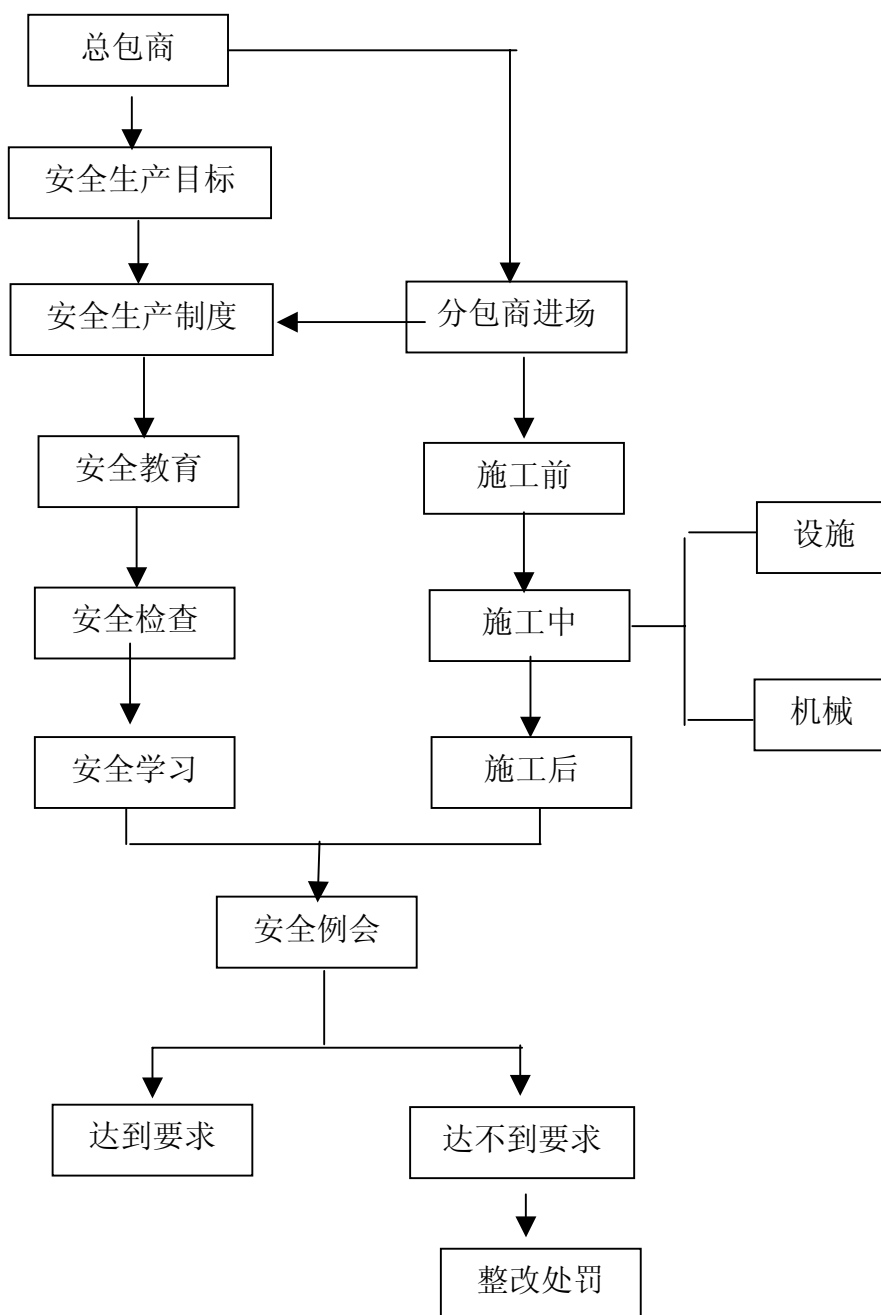 总包商
安全生产目标
安全生产制度
分包商进场
安全教育
施工前
设施
安全检查
施工中
机械
安全学习
施工后
安全例会
达到要求
达不到要求
整改处罚